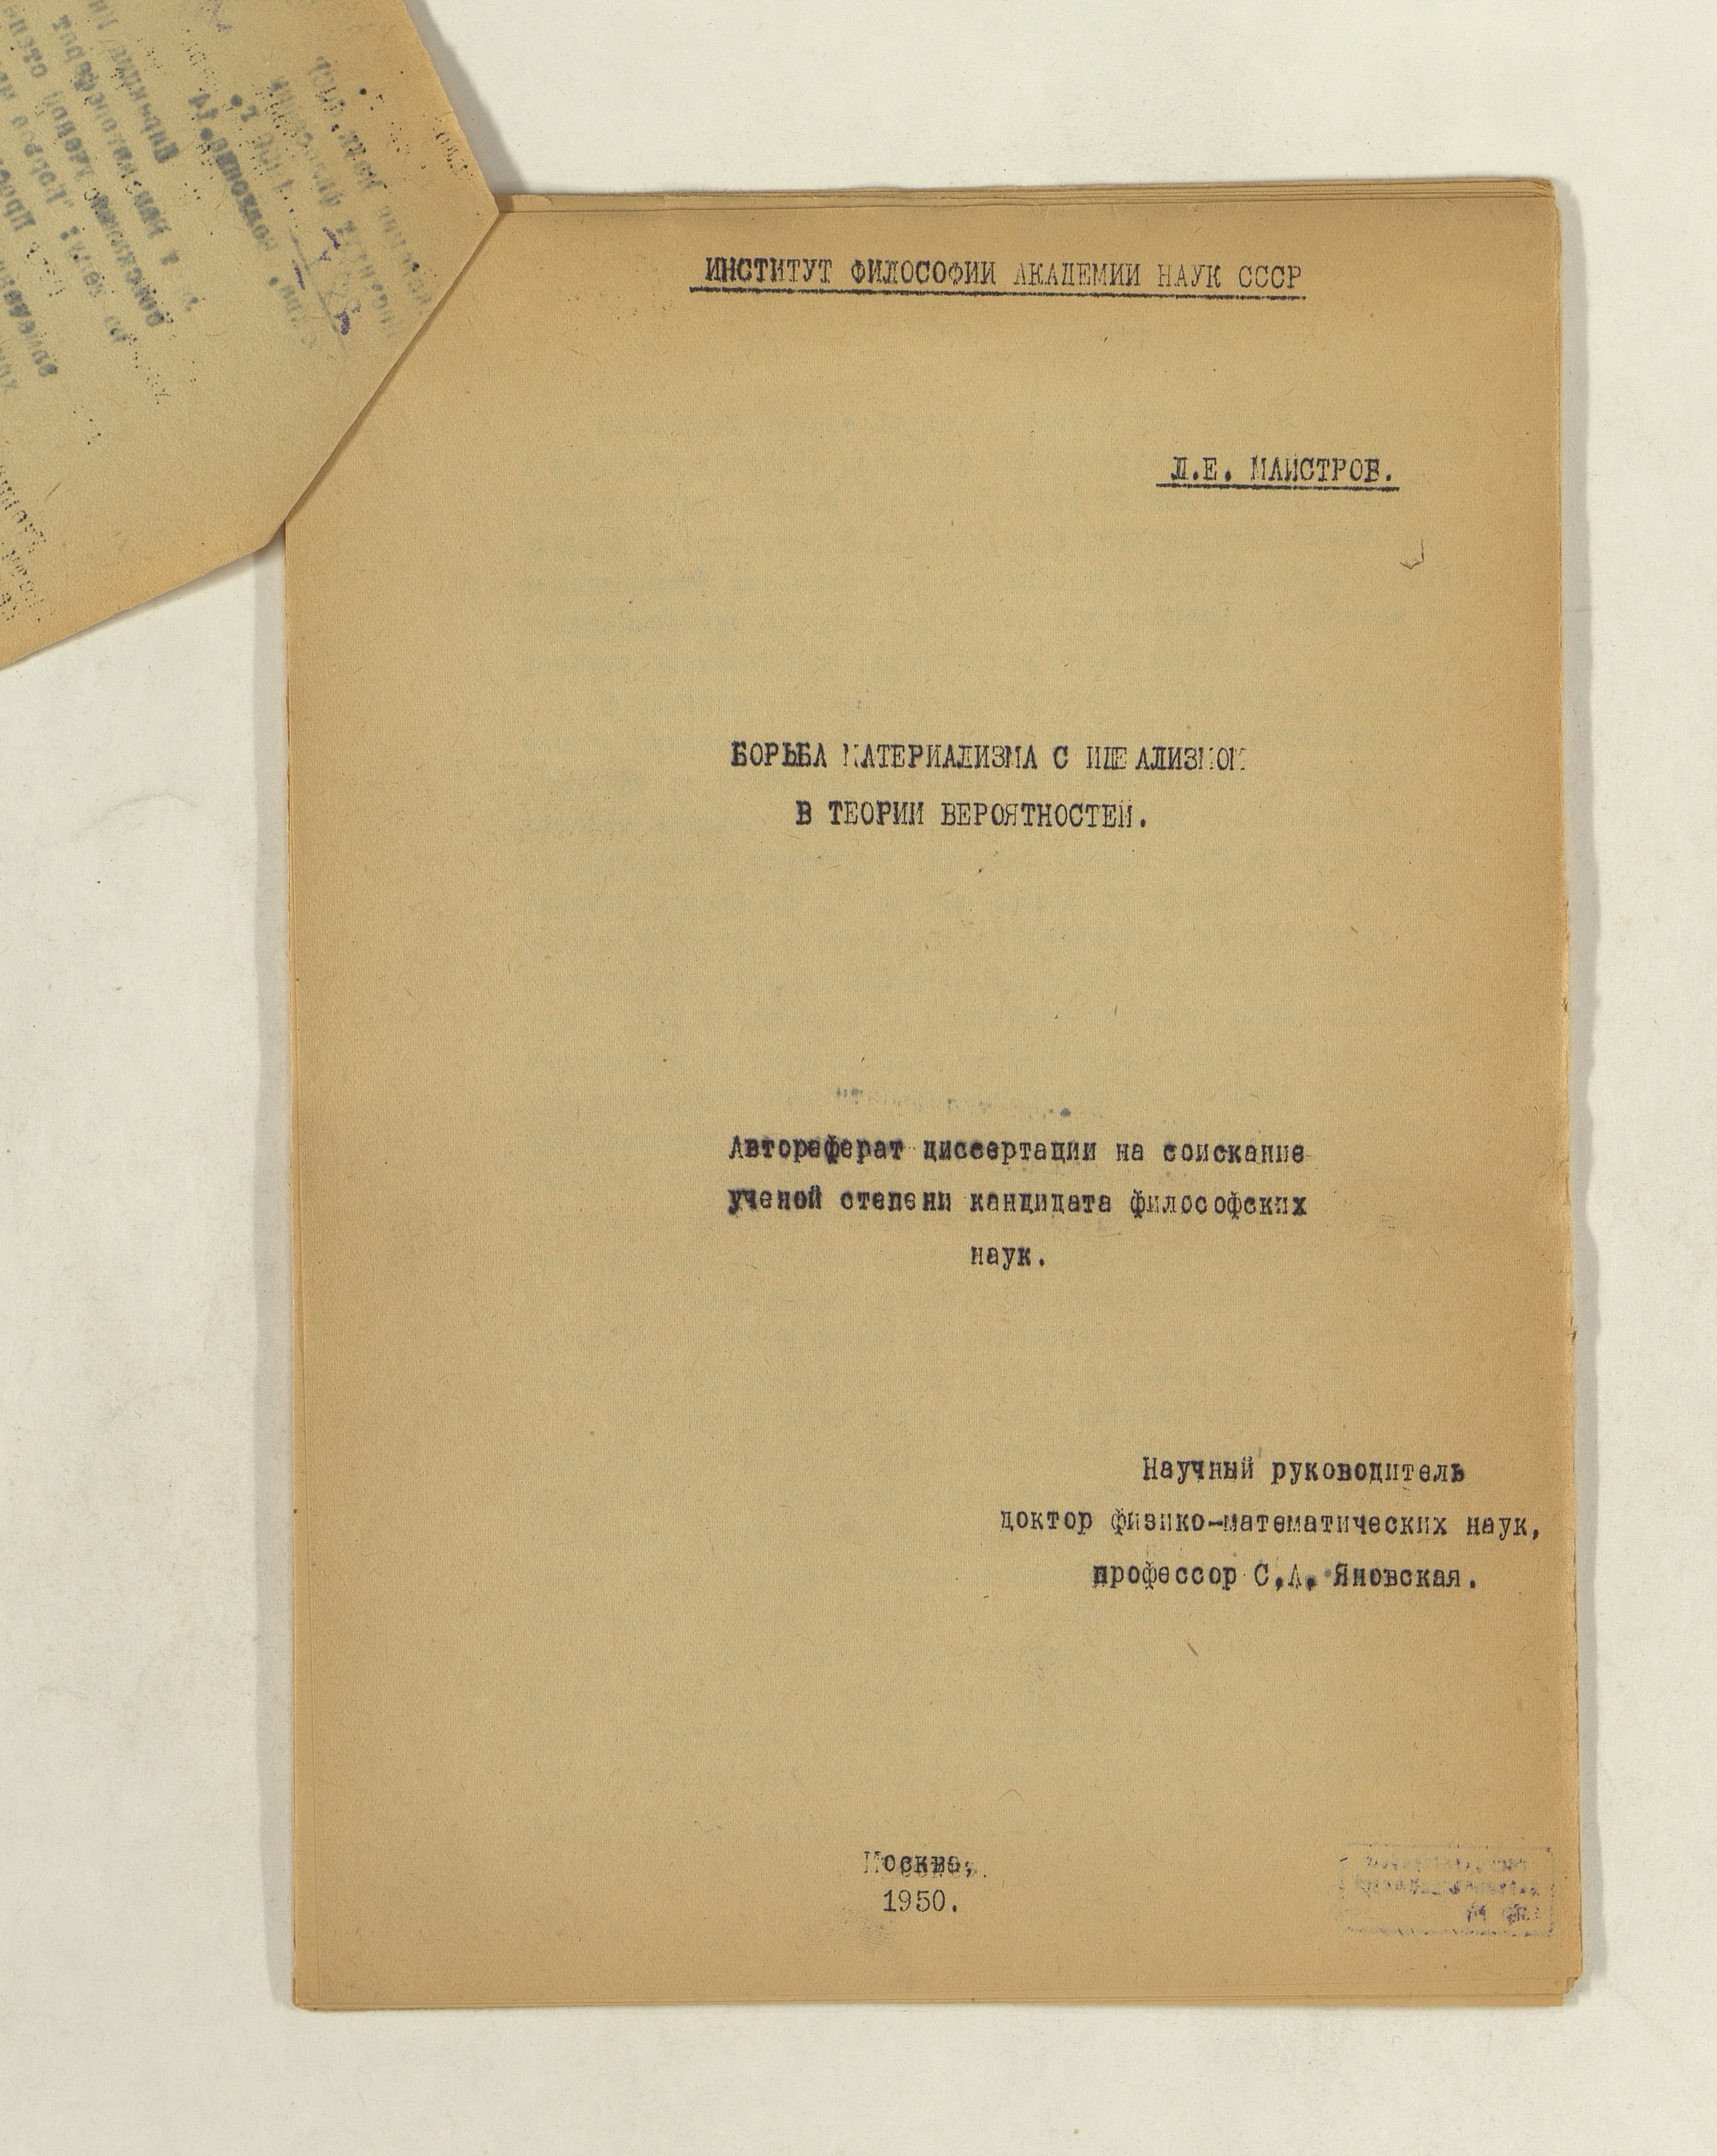 ИНСТИТУТ ФИЛОСОФИИ АКАДЕМИИ НАУК СССР
Л.Е. МАЙСТРОВ.
БОРЬБА МАТЕРИАЛИЗМА С ИДЕАЛИЗМОМ
В ТЕОРИИ ВЕРОЯТНОСТЕЙ.
Автореферат диссертации на соискание
ученой степени кандидата философских
наук.
Научный руководитель
доктор физико-математических наук,
профессор С.А. Яновская.
Москва,
1950.